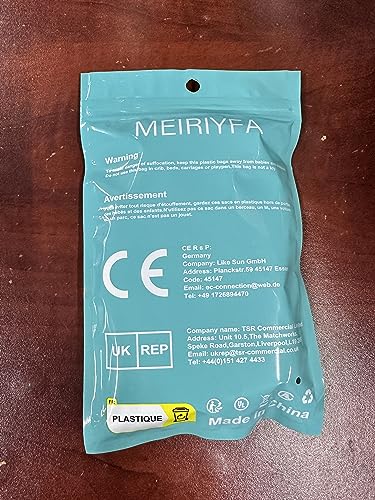 MEIRIYFA
Warning
To avoid danger of suffocation, keep this plastic bags away from babies
Do not use this bag in crib, beds, carriages or playpen. This bag is not a toy
Avertissement
éviter tout risque d'étouffement, gardez ces sacs en plastique hors de
bébés et des enfants.N'utilisez pas ce sac dans un berceau, un lit, une
un parc, ce sac n'est pas un jouet.
CE
CE R s P:
Germany
Company name: Like Sun GmbH
Address: Planckstr.59 45147 Essen
Code: 45147
Email: ec-connection@web.de
Tel: +49 1726894470
UK REP
Company name: TSR Commercial
Address: Unit 10.5,The Matchworks,
Speke Road,Garston,Liverpool,L19
Email: ukrep@tsr-commercial.co.uk
Tel: +44(0)151 427 4433
PLASTIQUE
Made in China